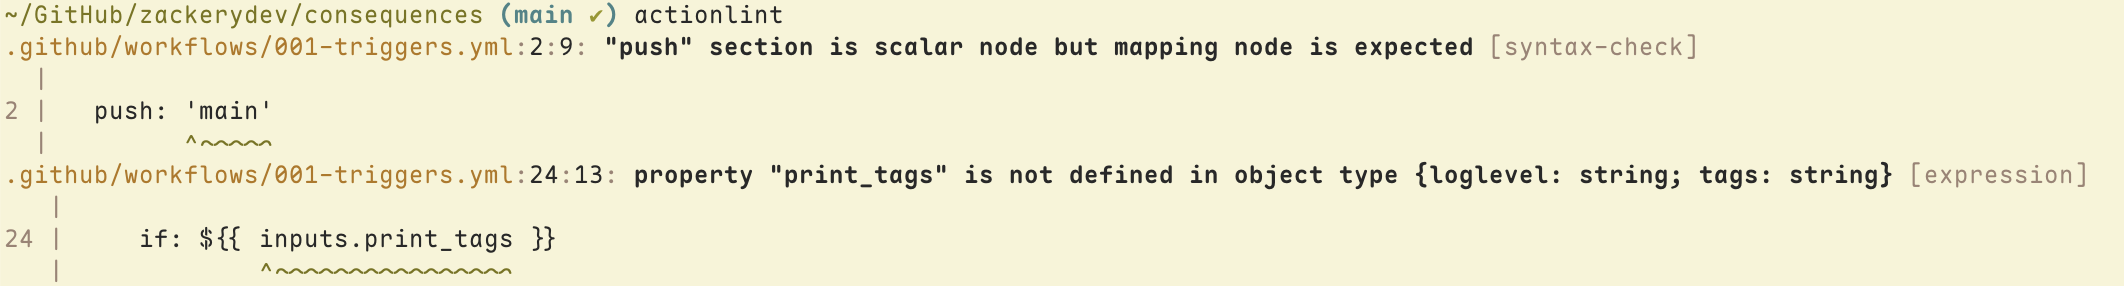 ~/GitHub/zackerydev/consequences (main ✔) actionlint
.github/workflows/001-triggers.yml:2:9: "push" section is scalar node but mapping node is expected [syntax-check]
  |
2 |   push: 'main'
  |         ^~~~~~
.github/workflows/001-triggers.yml:24:13: property "print_tags" is not defined in object type {loglevel: string; tags: string} [expression]
   |
24 |     if: ${{ inputs.print_tags }}
   |             ^~~~~~~~~~~~~~~~~